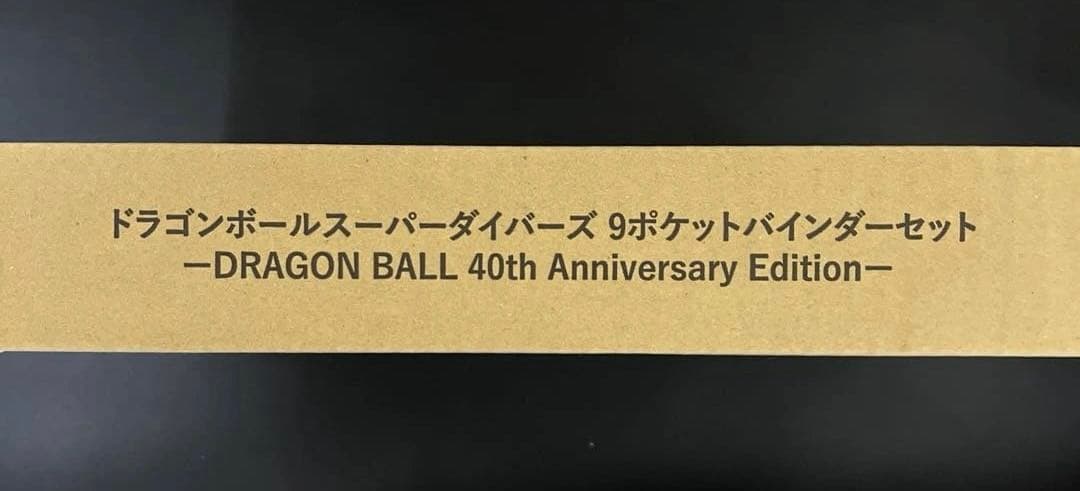 ドラゴンボールスーパーダイバーズ 9ポケットバインダーセット
ーDRAGON BALL 40th Anniversary Editionー